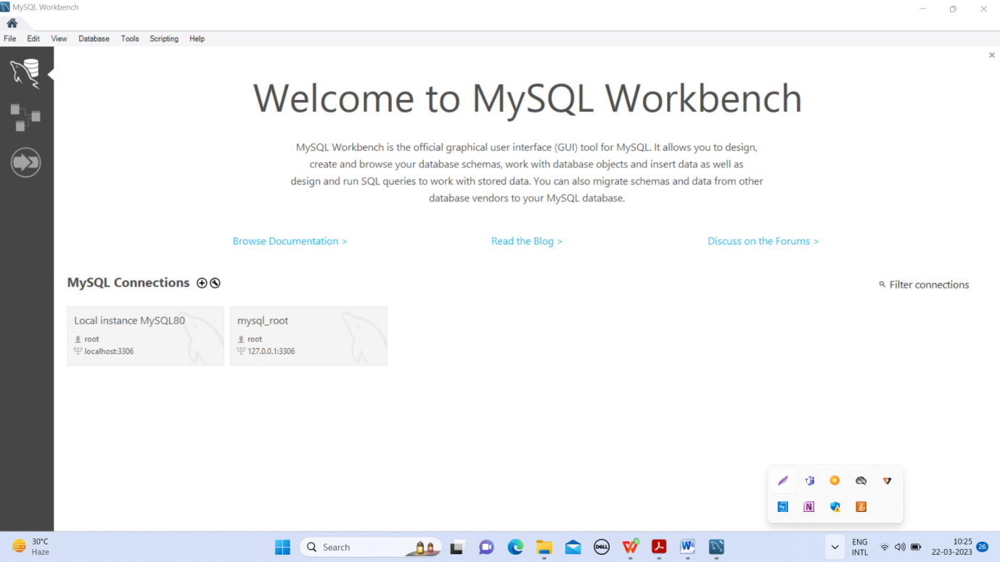 MySQL Workbench
File Edit View Database Tools Scripting Help
Welcome to MySQL Workbench
MySQL Workbench is the official graphical user interface (GUI) tool for MySQL. It allows you to design,
create and browse your database schemas, work with database objects and insert data as well as
design and run SQL queries to work with stored data. You can also migrate schemas and data from other
database vendors to your MySQL database.
Browse Documentation > Read the Blog > Discuss on the Forums >
MySQL Connections
Filter connections
Local instance MySQL80
root
localhost:3306
mysql_root
root
127.0.0.1:3306
30°C
Haze
Search
DELL
ENG
INTL
10:25
22-03-2023
26